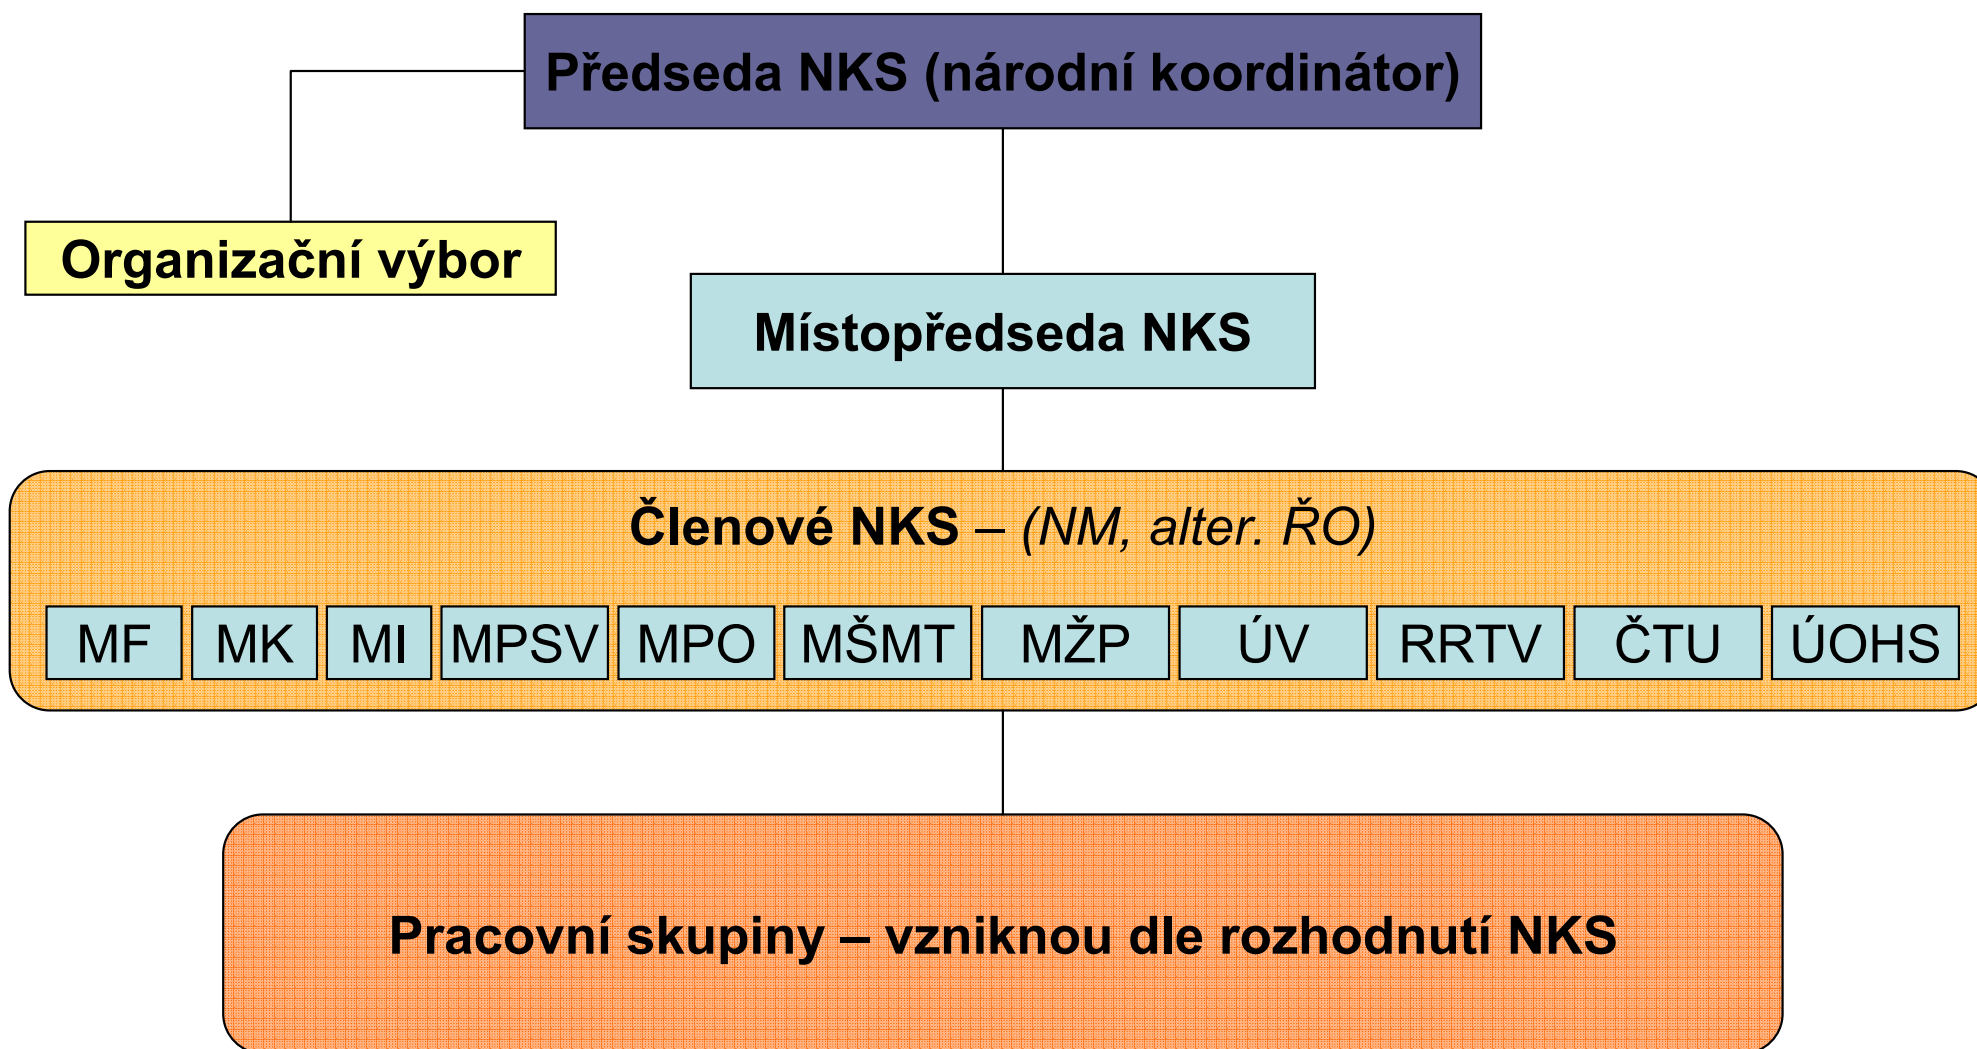 Předseda NKS (národní koordinátor)
Organizační výbor
Místopředseda NKS
Členové NKS – (NM, alter. ŘO)
MF MK MI MPSV MPO MŠMT MŽP ÚV RRTV ČTU ÚOHS
Pracovní skupiny – vzniknou dle rozhodnutí NKS